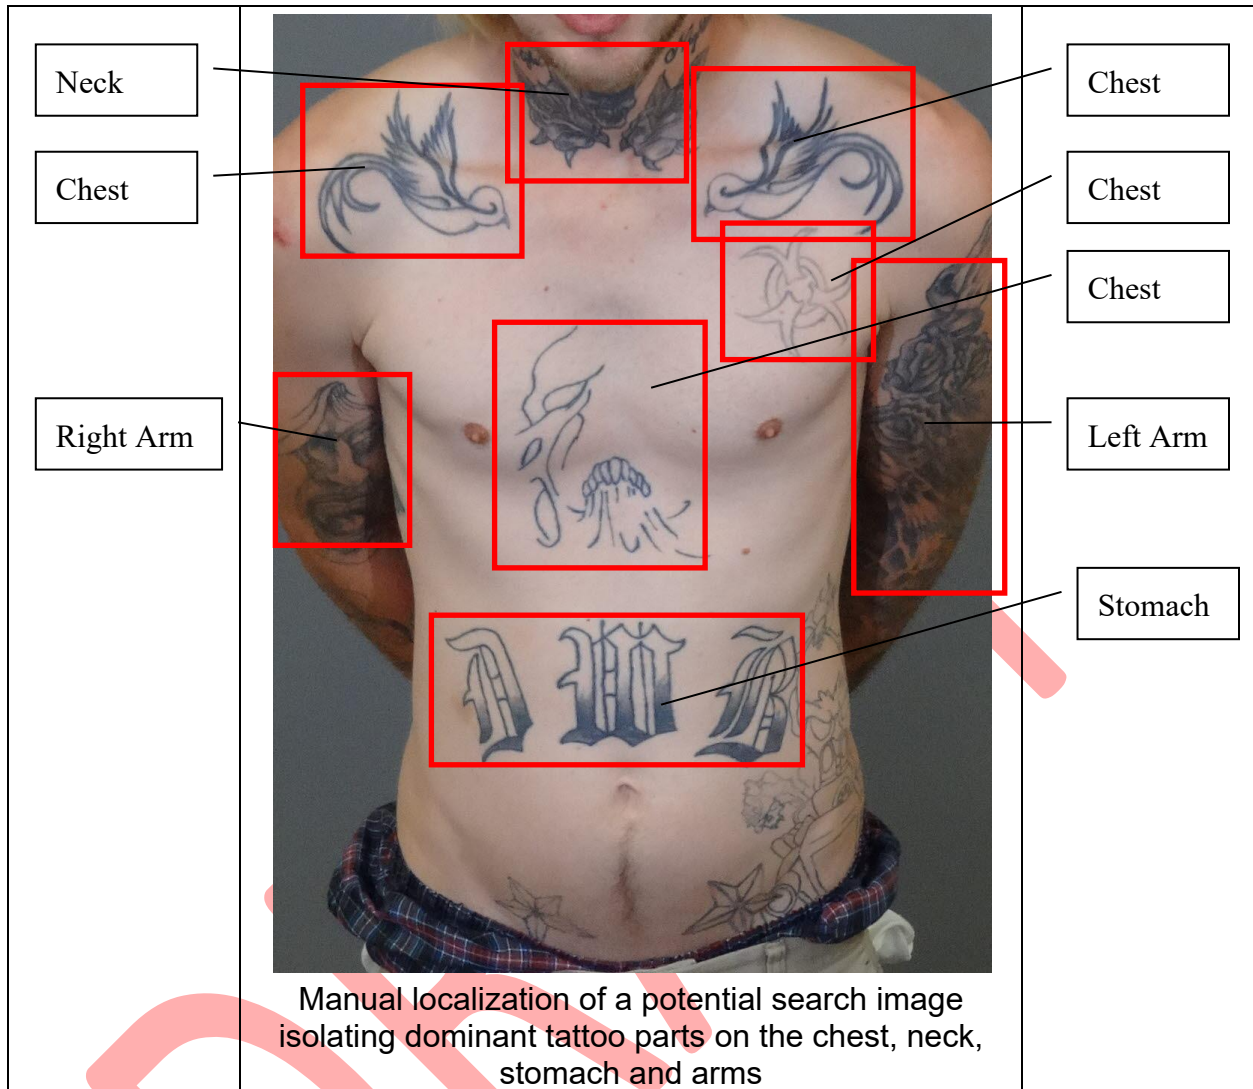 Neck
Chest
Chest
Chest
Chest
Right Arm
Left Arm
Stomach
DWB
Manual localization of a potential search image
isolating dominant tattoo parts on the chest, neck,
stomach and arms